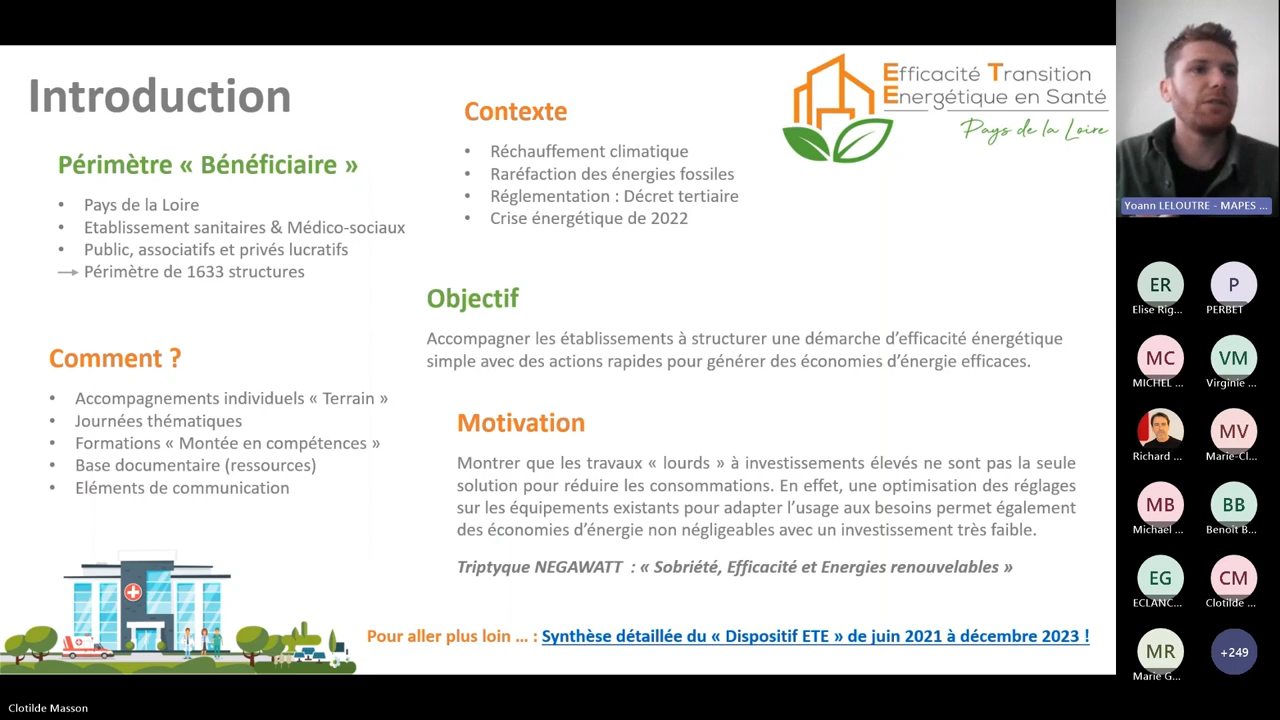 Introduction
Périmètre « Bénéficiaire »
• Pays de la Loire
• Etablissement sanitaires & Médico-sociaux
• Public, associatifs et privés lucratifs
→ Périmètre de 1633 structures
Comment ?
• Accompagnements individuels « Terrain »
• Journées thématiques
• Formations « Montée en compétences »
• Base documentaire (ressources)
• Eléments de communication
Contexte
• Réchauffement climatique
• Raréfaction des énergies fossiles
• Réglementation : Décret tertiaire
• Crise énergétique de 2022
Efficacité Transition
Energétique en Santé
Pays de la Loire
Objectif
Accompagner les établissements à structurer une démarche d’efficacité énergétique
simple avec des actions rapides pour générer des économies d’énergie efficaces.
Motivation
Montrer que les travaux « lourds » à investissements élevés ne sont pas la seule
solution pour réduire les consommations. En effet, une optimisation des réglages
sur les équipements existants pour adapter l’usage aux besoins permet également
des économies d’énergie non négligeables avec un investissement très faible.
Triptyque NEGAWATT : « Sobriété, Efficacité et Energies renouvelables »
Pour aller plus loin ... : Synthèse détaillée du « Dispositif ETE » de juin 2021 à décembre 2023 !
Yoann LELOUTRE - MAPES ...
ER
Elise Rig...
P
PERBET
MC
MICHEL ...
VM
Virginie ...
Richard ...
MV
Marie-Cl...
MB
Michael ...
BB
Benoît B...
EG
ECLANC...
CM
Clotilde ...
MR
Marie G...
+249
Clotilde Masson